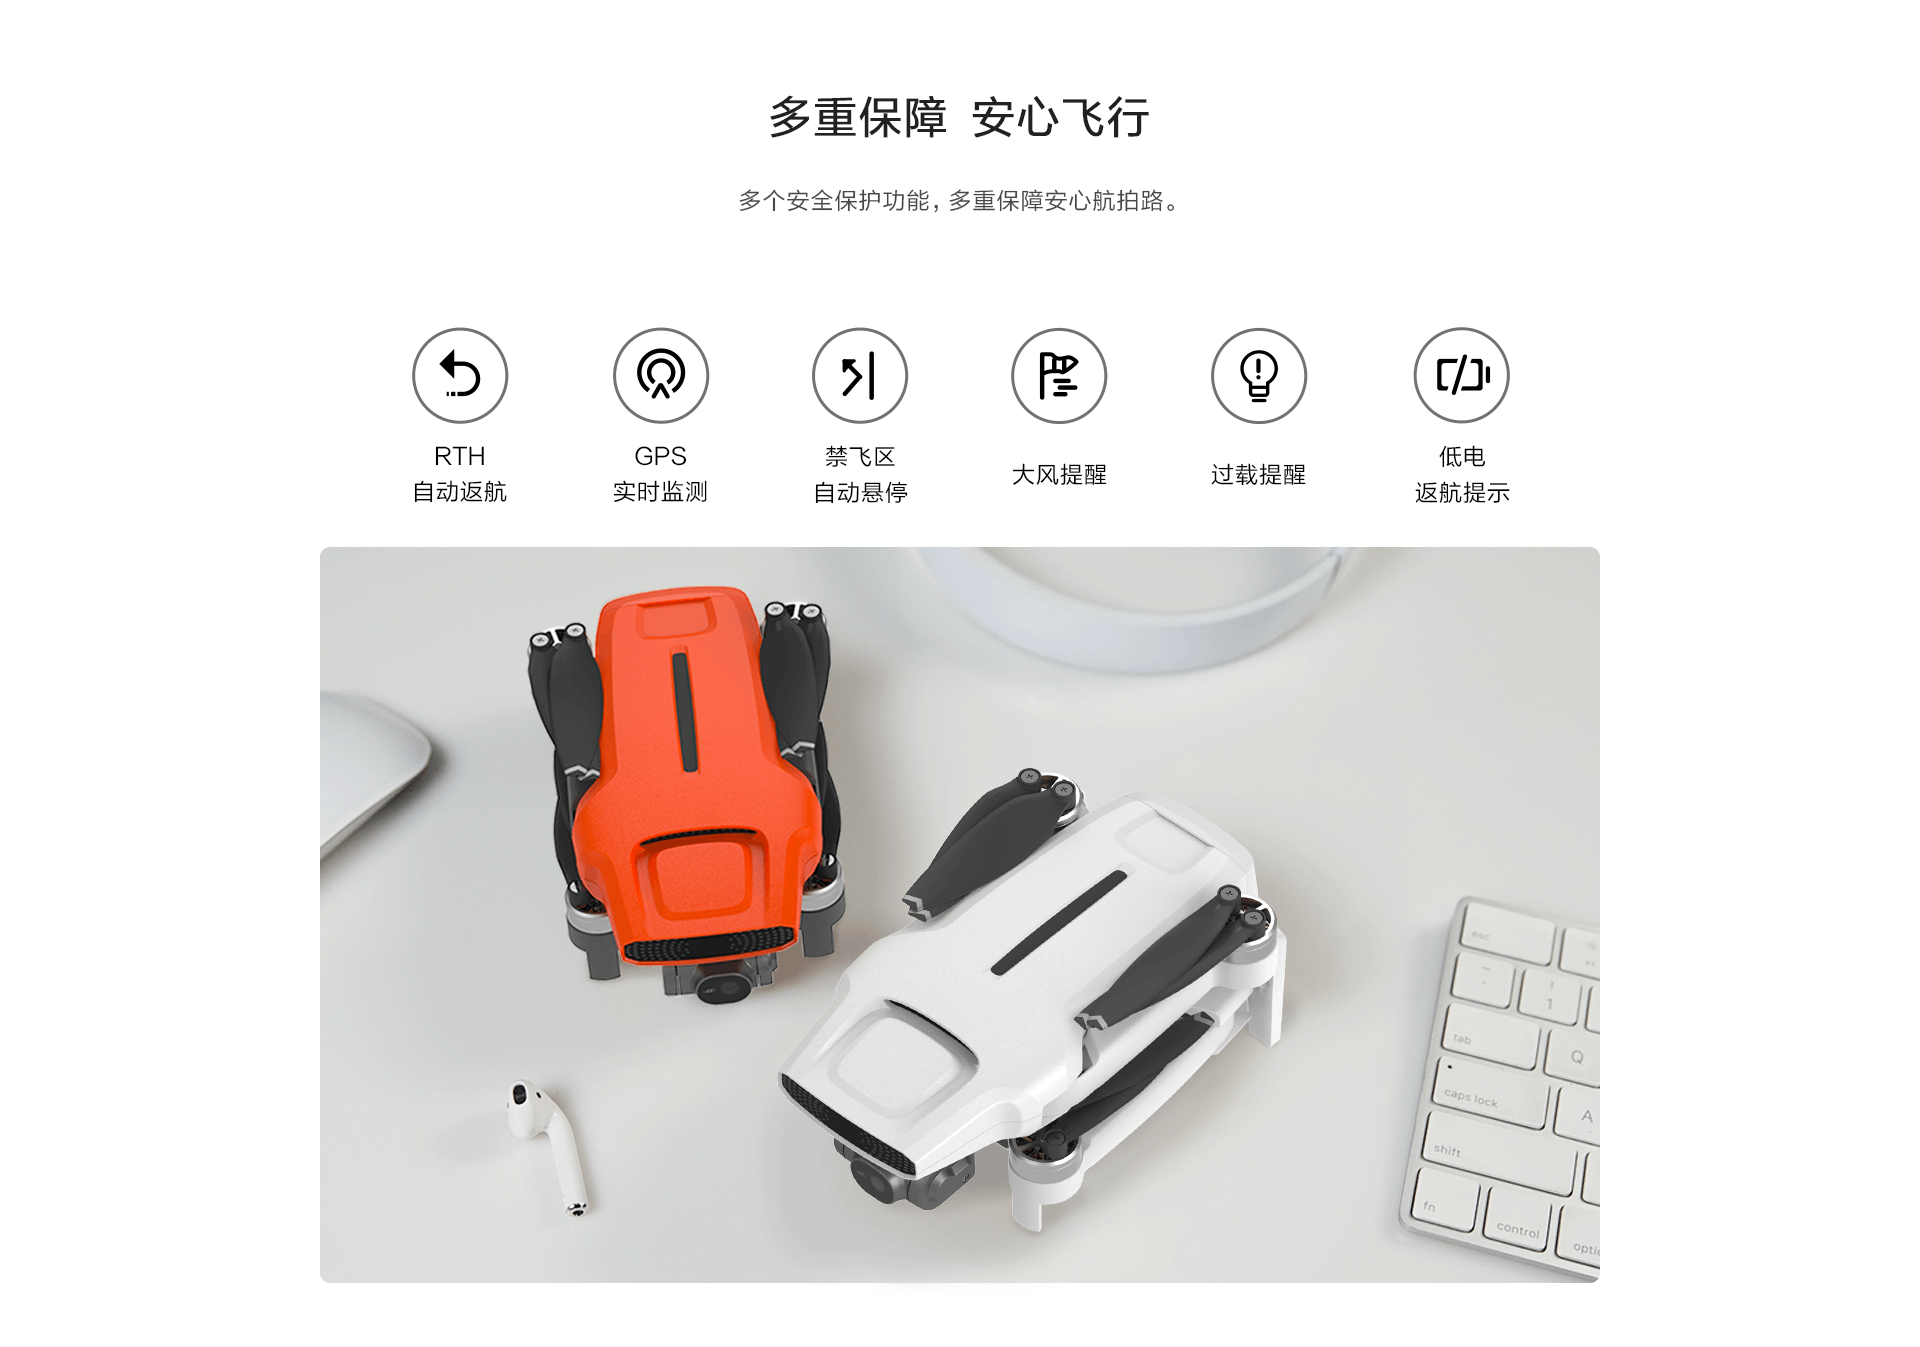 多重保障 安心飞行
多个安全保护功能，多重保障安心航拍路。
RTH
自动返航
GPS
实时监测
禁飞区
自动悬停
大风提醒
过载提醒
低电
返航提示
esc
~
!
1
tab
Q
caps lock
A
shift
fn
control